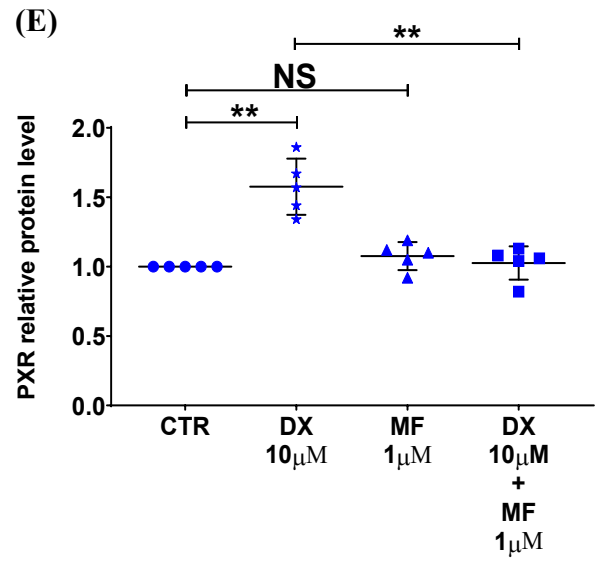 (E)
**
NS
**
PXR relative protein level
2.0
1.5
1.0
0.5
0.0
CTR
DX
10μM
MF
1μM
DX
10μM
+
MF
1μM